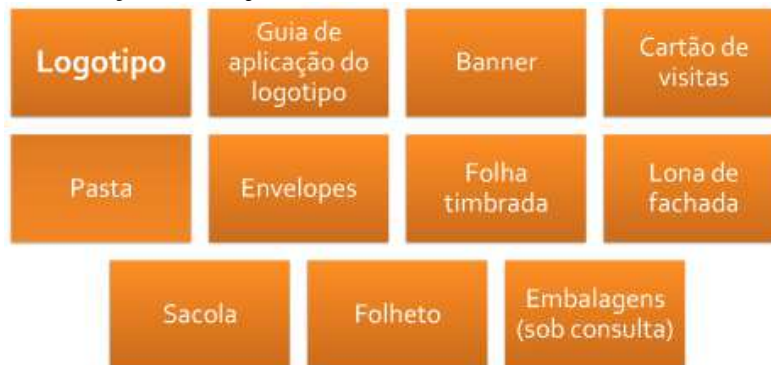 Logotipo
Guia de
aplicação do
logotipo
Banner
Cartão de
visitas
Pasta
Envelopes
Folha
timbrada
Lona de
fachada
Sacola
Folheto
Embalagens
(sob consulta)